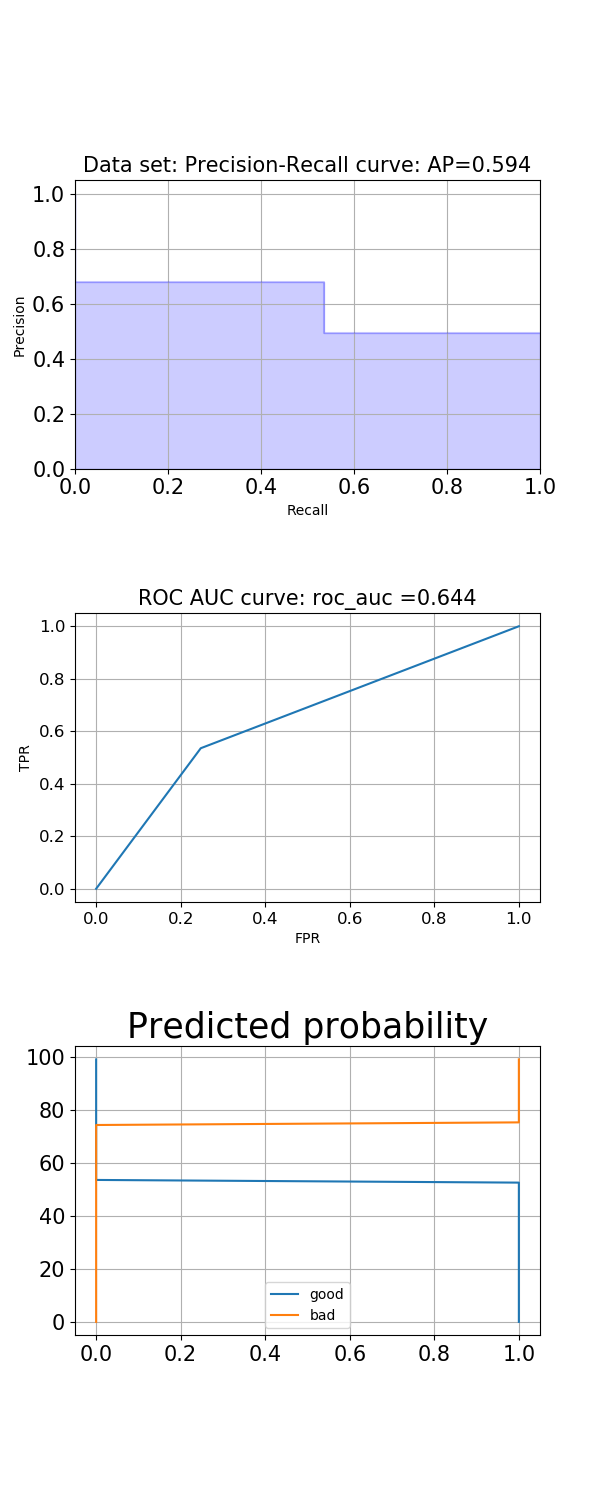 Data set: Precision-Recall curve: AP=0.594
1.0
0.8
0.6
0.4
0.2
0.0
Precision
0.0 0.2 0.4 0.6 0.8 1.0
Recall
ROC AUC curve: roc_auc =0.644
1.0
0.8
0.6
0.4
0.2
0.0
TPR
0.0 0.2 0.4 0.6 0.8 1.0
FPR
Predicted probability
100
80
60
40
20
0
good
bad
0.0 0.2 0.4 0.6 0.8 1.0